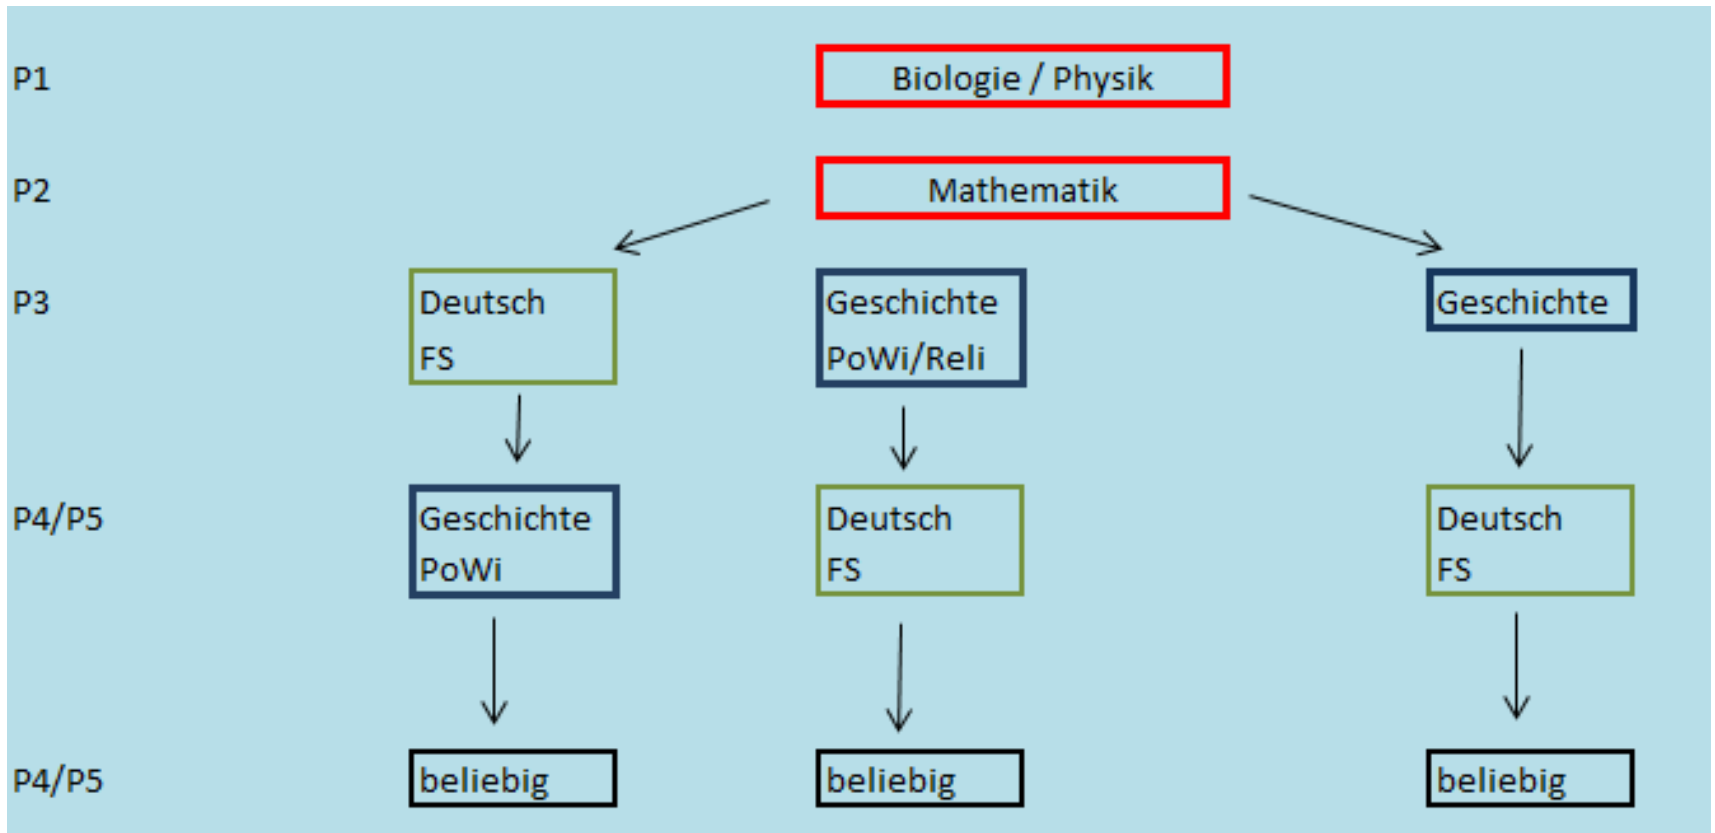 P1 Biologie / Physik
P2 Mathematik
P3 Deutsch Geschichte Geschichte
FS PoWi/Reli
P4/P5 Geschichte Deutsch Deutsch
PoWi FS FS
P4/P5 beliebig beliebig beliebig